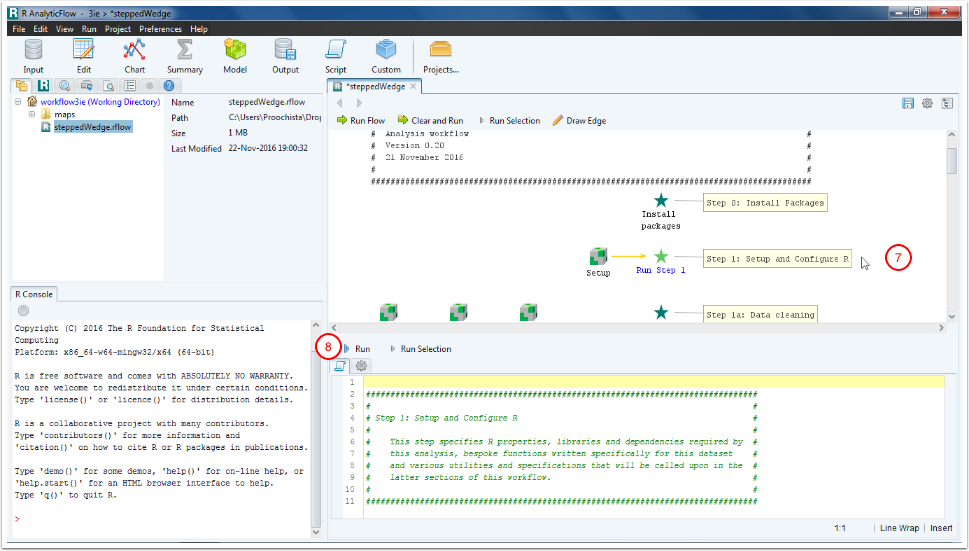 R AnalyticFlow - 3ie > *steppedWedge
File Edit View Run Project Preferences Help
Input Edit Chart Summary Model Output Script Custom Projects...
workflow3ie (Working Directory)
maps
steppedWedge.rflow
Name steppedWedge.rflow
Path C:\Users\Proochista\Drop
Size 1 MB
Last Modified 22-Nov-2016 19:00:32
*steppedWedge
Run Flow Clear and Run Run Selection Draw Edge
# Analysis workflow #
# Version 0.20 #
# 21 November 2016 #
# #
##########################################################################################
Install
packages
Step 0: Install Packages
Setup
Run Step 1
Step 1: Setup and Configure R
7
Step 1a: Data cleaning
R Console
Copyright (C) 2016 The R Foundation for Statistical
Computing
Platform: x86_64-w64-mingw32/x64 (64-bit)
R is free software and comes with ABSOLUTELY NO WARRANTY.
You are welcome to redistribute it under certain conditions.
Type 'license()' or 'licence()' for distribution details.
R is a collaborative project with many contributors.
Type 'contributors()' for more information and
'citation()' on how to cite R or R packages in publications.
Type 'demo()' for some demos, 'help()' for on-line help, or
'help.start()' for an HTML browser interface to help.
Type 'q()' to quit R.
>
8
Run Run Selection
1
2 ################################################################################
3 # #
4 # Step 1: Setup and Configure R #
5 # #
6 # This step specifies R properties, libraries and dependencies required by #
7 # this analysis, bespoke functions written specifically for this dataset #
8 # and various utilities and specifications that will be called upon in the #
9 # latter sections of this workflow. #
10 # #
11 ################################################################################
1:1 Line Wrap Insert